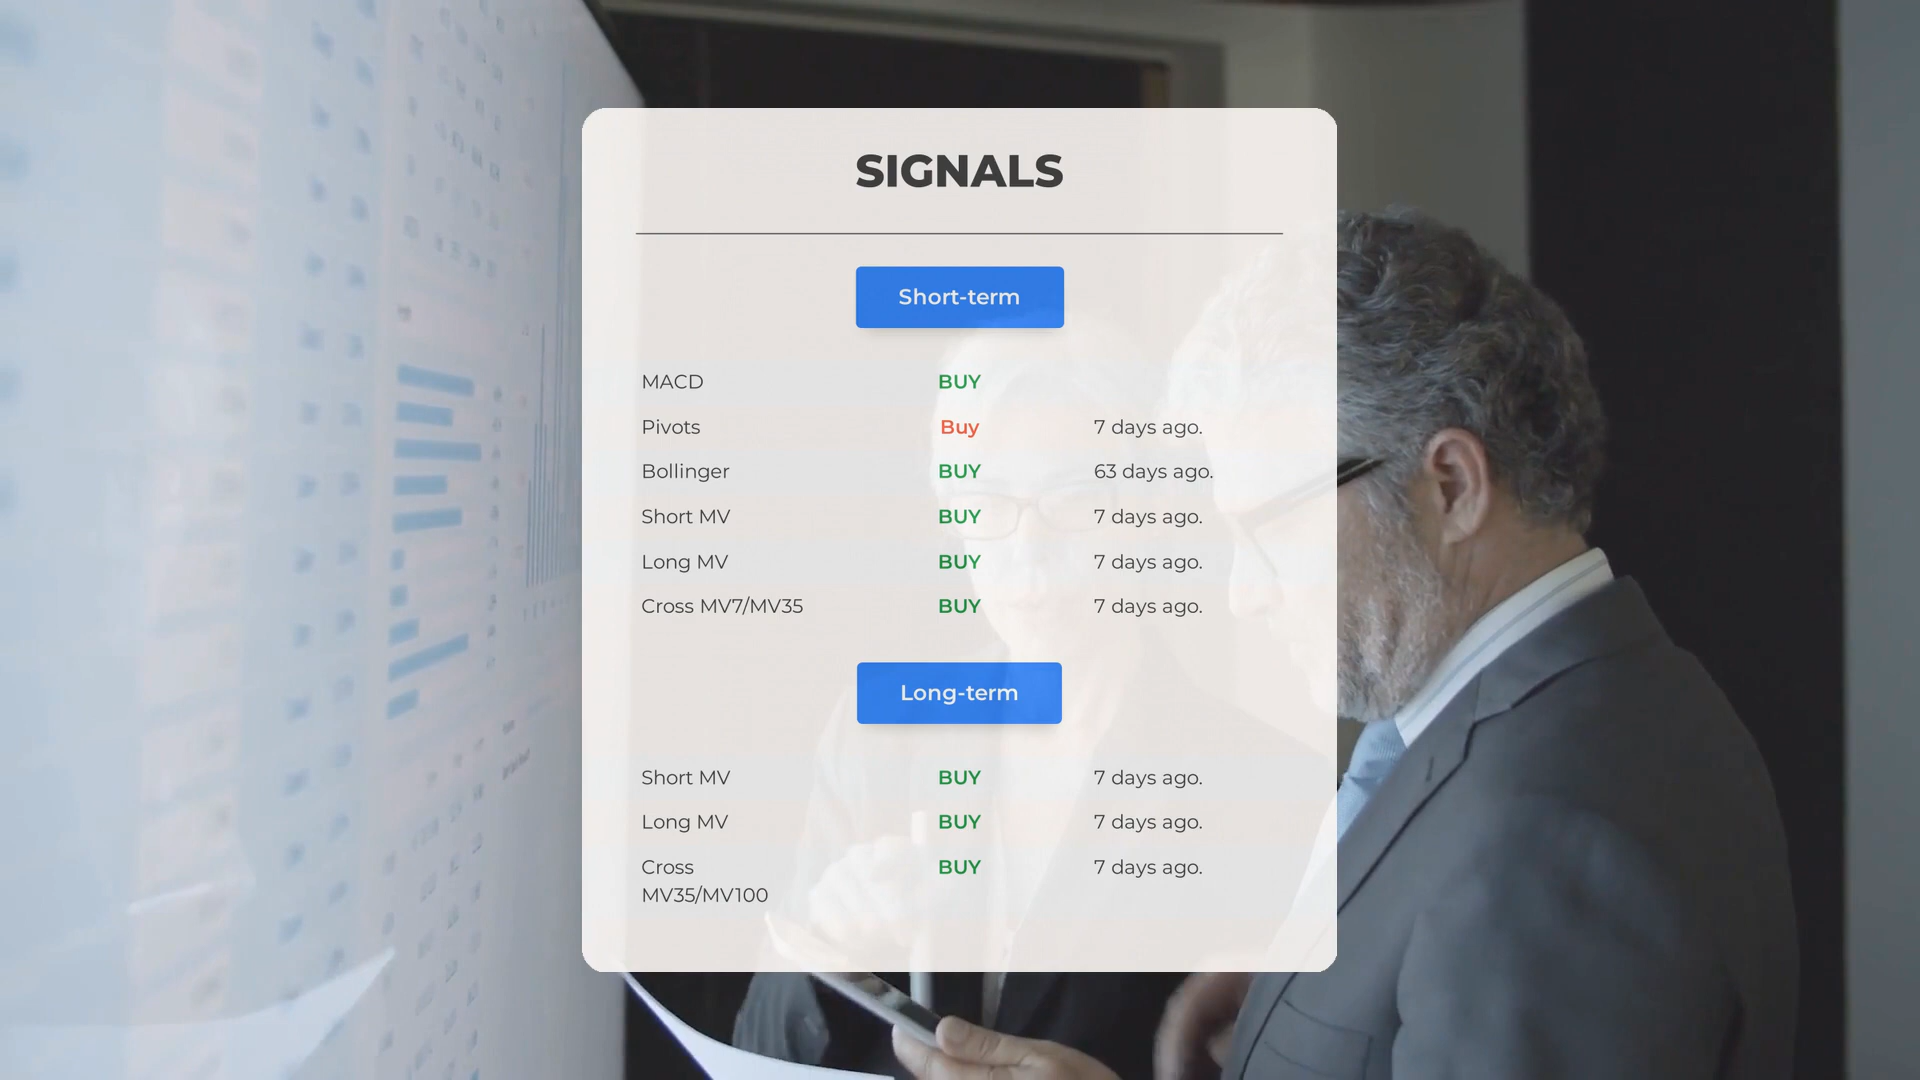 SIGNALS
Short-term
MACD BUY
Pivots Buy 7 days ago.
Bollinger BUY 63 days ago.
Short MV BUY 7 days ago.
Long MV BUY 7 days ago.
Cross MV7/MV35 BUY 7 days ago.
Long-term
Short MV BUY 7 days ago.
Long MV BUY 7 days ago.
Cross BUY 7 days ago.
MV35/MV100